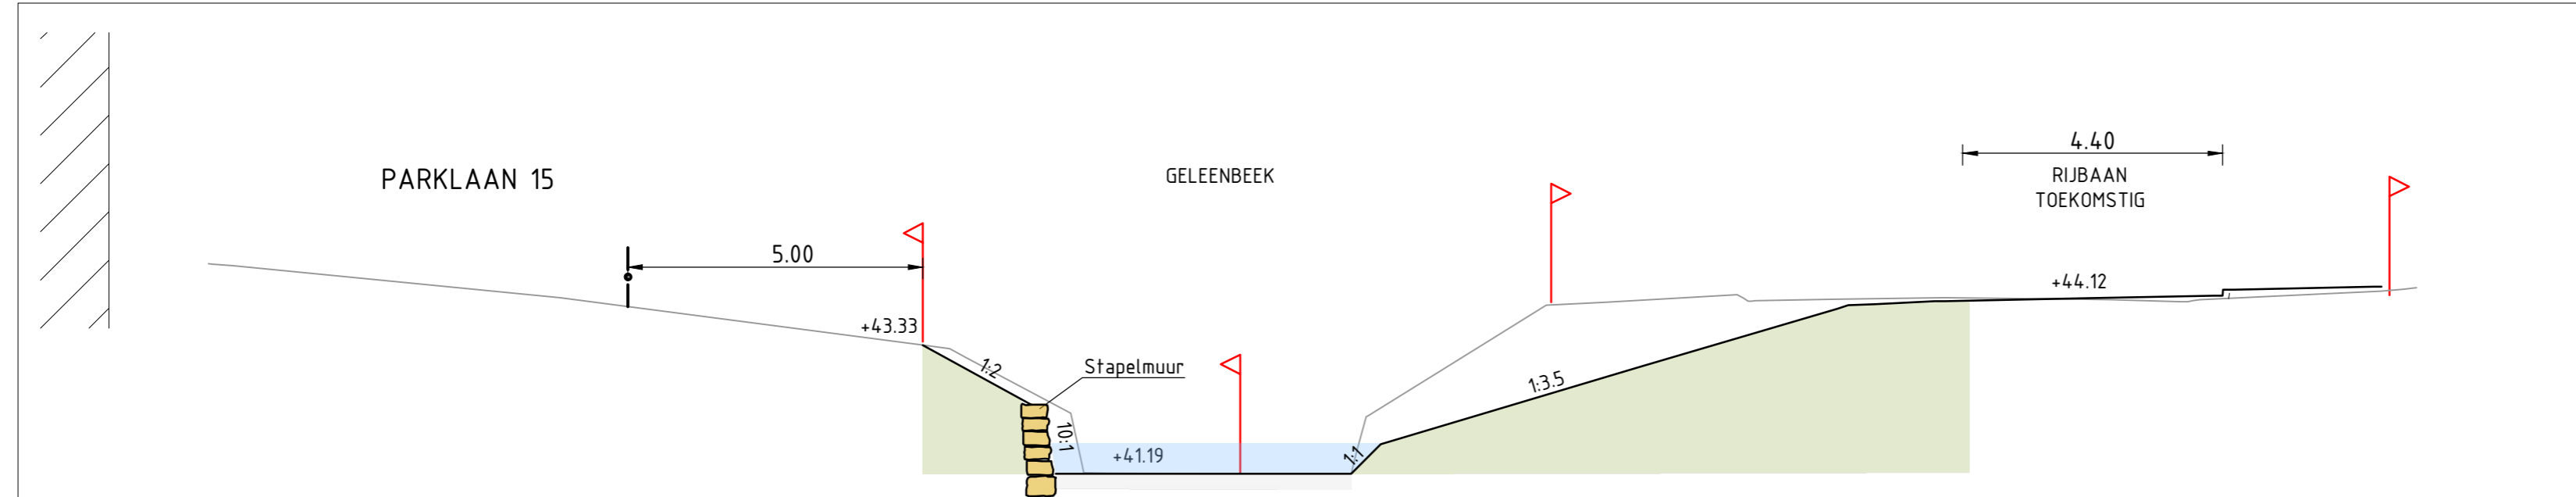 PARKLAAN 15
GELEENBEEK
4.40
RIJBAAN
TOEKOMSTIG
5.00
+43.33
+44.12
1:2
Stapelmuur
1:3.5
10:1
+41.19
1:1